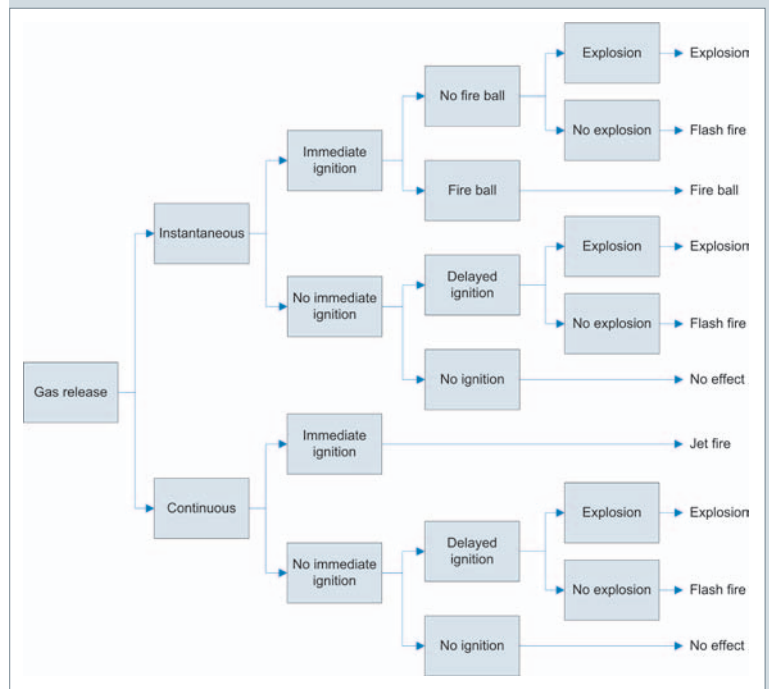 Explosion
Explosion
No fire ball
No explosion
Flash fire
Immediate
ignition
Fire ball
Fire ball
Instantaneous
Explosion
Explosion
Delayed
ignition
No immediate
ignition
No explosion
Flash fire
No ignition
No effect
Gas release
Immediate
ignition
Jet fire
Continuous
Explosion
Explosion
Delayed
ignition
No immediate
ignition
No explosion
Flash fire
No ignition
No effect